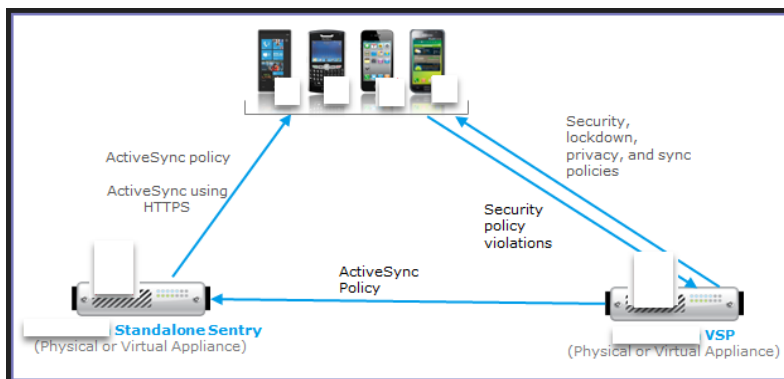 Security,
lockdown,
privacy, and sync
policies
ActiveSync policy
ActiveSync using
HTTPS
Security
policy
violations
ActiveSync
Policy
Standalone Sentry
(Physical or Virtual Appliance)
VSP
(Physical or Virtual Appliance)